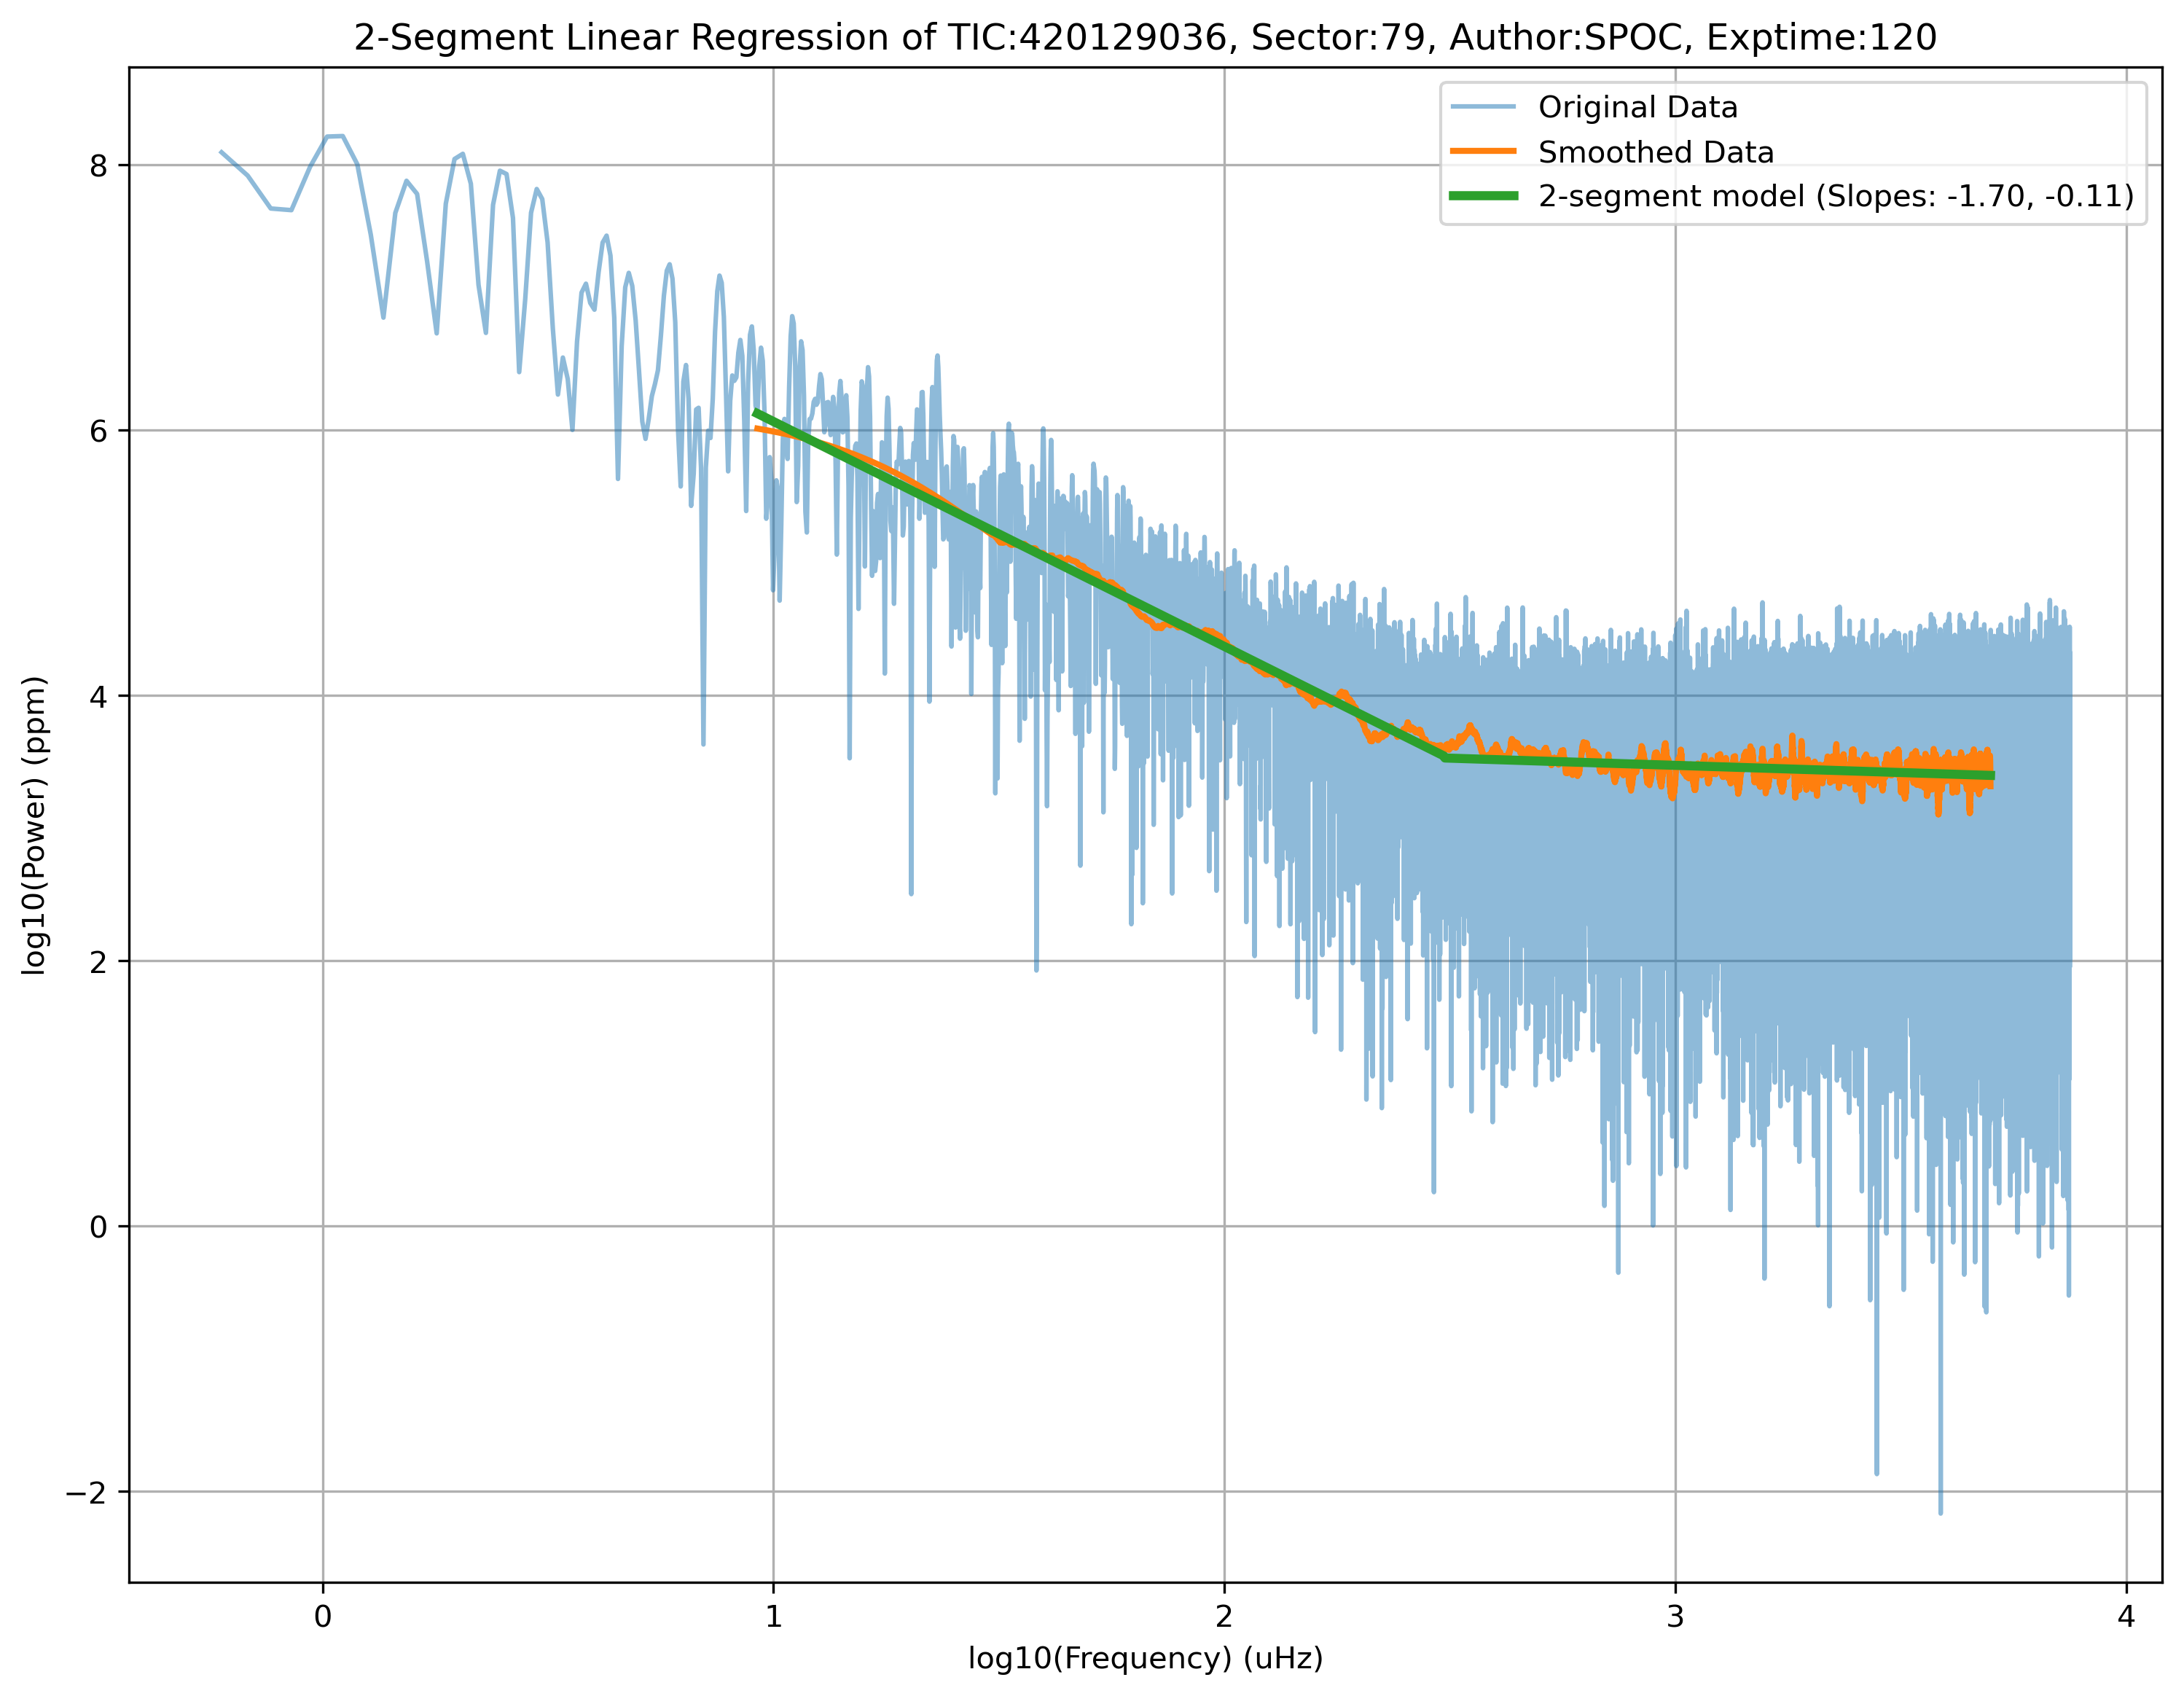 2-Segment Linear Regression of TIC:420129036, Sector:79, Author:SPOC, Exptime:120
Original Data
Smoothed Data
2-segment model (Slopes: -1.70, -0.11)
8
6
4
2
0
−2
log10(Power) (ppm)
0 1 2 3 4
log10(Frequency) (uHz)